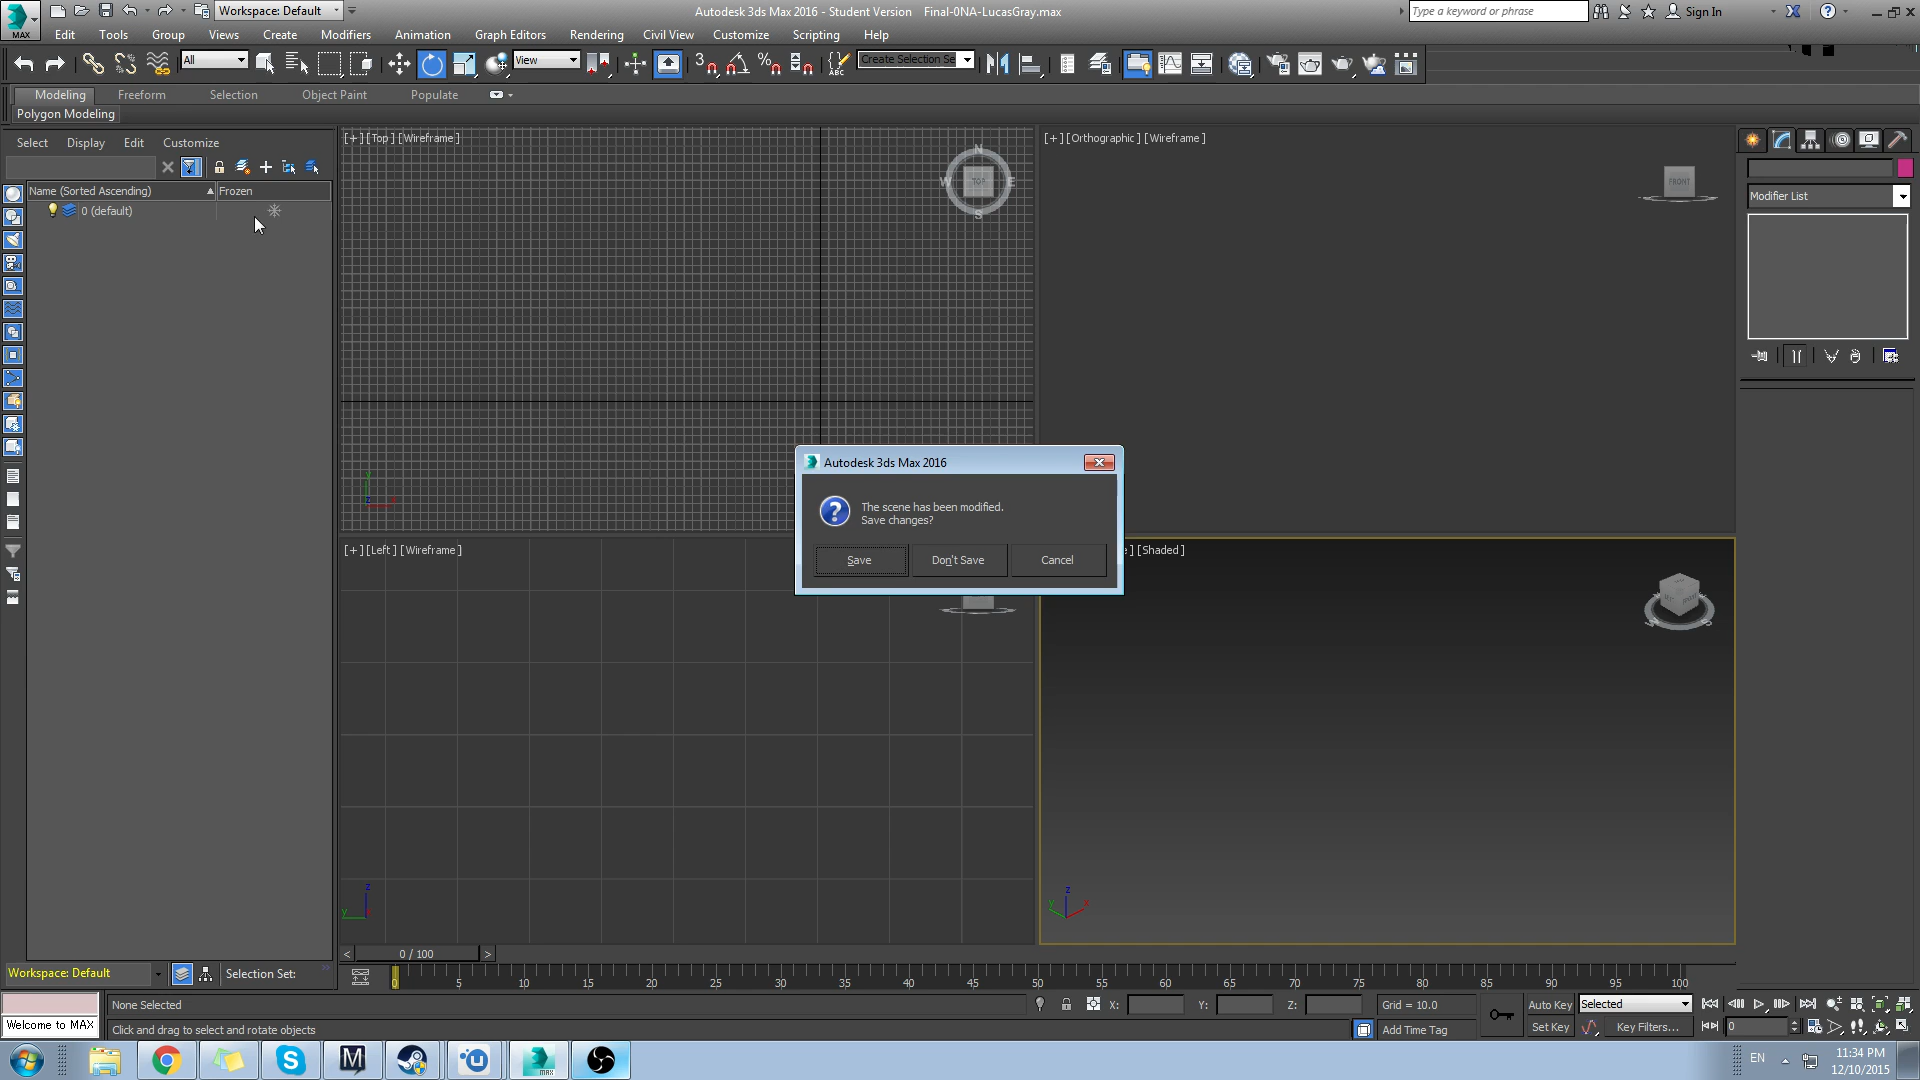 Workspace: Default
Autodesk 3ds Max 2016 - Student Version Final-0NA-LucasGray.max
Type a keyword or phrase
Sign In
MAX
Edit Tools Group Views Create Modifiers Animation Graph Editors Rendering Civil View Customize Scripting Help
All
View
3
ABC
Create Selection Se
Modeling Freeform Selection Object Paint Populate
Polygon Modeling
Select Display Edit Customize
Name (Sorted Ascending) Frozen
0 (default)
[+] [Top] [Wireframe]
N
W TOP E
S
[+] [Orthographic] [Wireframe]
FRONT
Modifier List
Autodesk 3ds Max 2016
The scene has been modified.
Save changes?
Save Don't Save Cancel
[+] [Left] [Wireframe]
] [Shaded]
y
z
x
z
y
z
y x
0 / 100
Workspace: Default
Selection Set:
0 5 10 15 20 25 30 35 40 45 50 55 60 65 70 75 80 85 90 95 100
None Selected
X: Y: Z:
Grid = 10.0
Auto Key
Selected
Welcome to MAX
Click and drag to select and rotate objects
Add Time Tag
Set Key
Key Filters...
0
MAX
EN
11:34 PM
12/10/2015